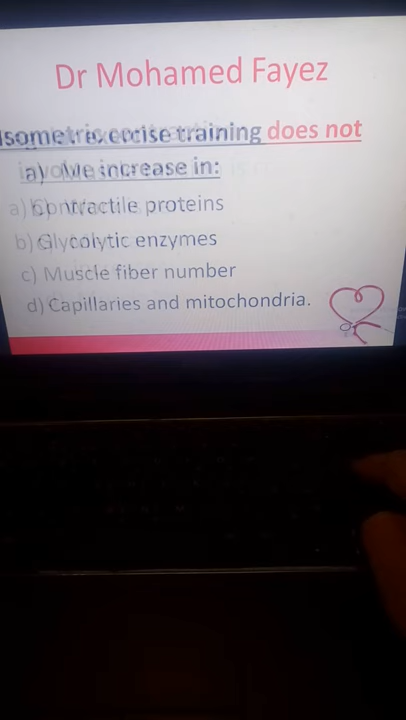 Dr Mohamed Fayez
Isometric exercise training does not
increase in:
a) Contractile proteins
b) Glycolytic enzymes
c) Muscle fiber number
d) Capillaries and mitochondria.